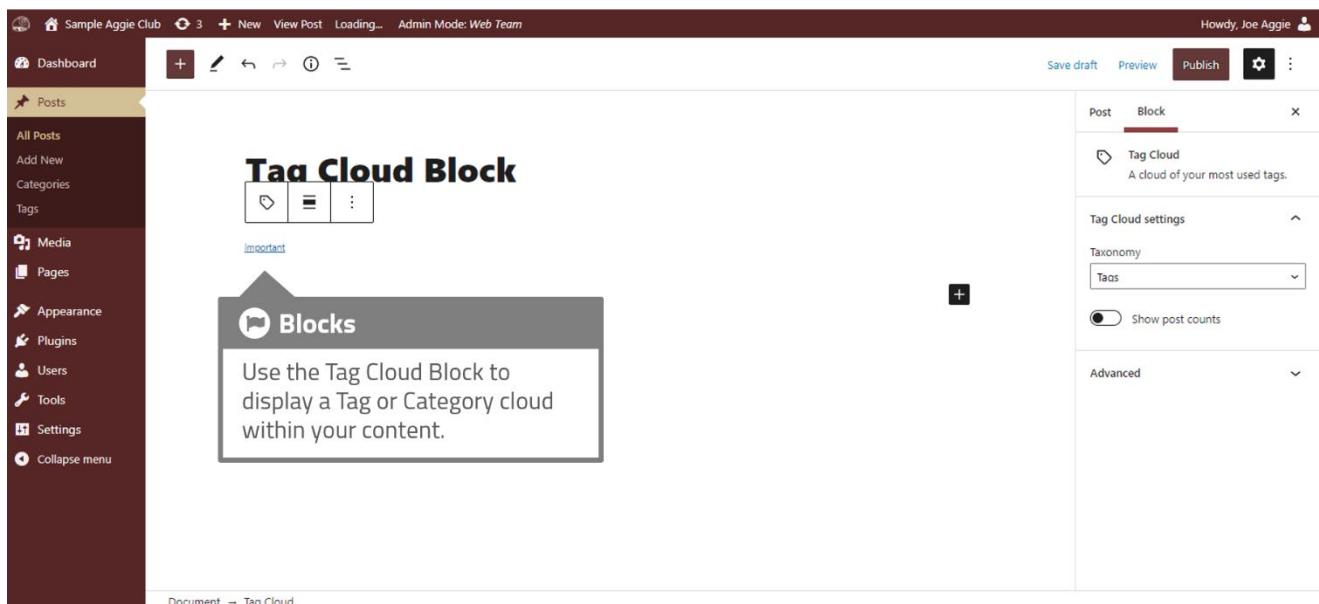 Sample Aggie Club 3 New View Post Loading... Admin Mode: Web Team Howdy, Joe Aggie
Dashboard
Posts
All Posts
Add New
Categories
Tags
Media
Pages
Appearance
Plugins
Users
Tools
Settings
Collapse menu
Save draft Preview Publish
Tag Cloud Block
Important
Blocks
Use the Tag Cloud Block to
display a Tag or Category cloud
within your content.
Post Block
Tag Cloud
A cloud of your most used tags.
Tag Cloud settings
Taxonomy
Tags
Show post counts
Advanced
Document → Tag Cloud